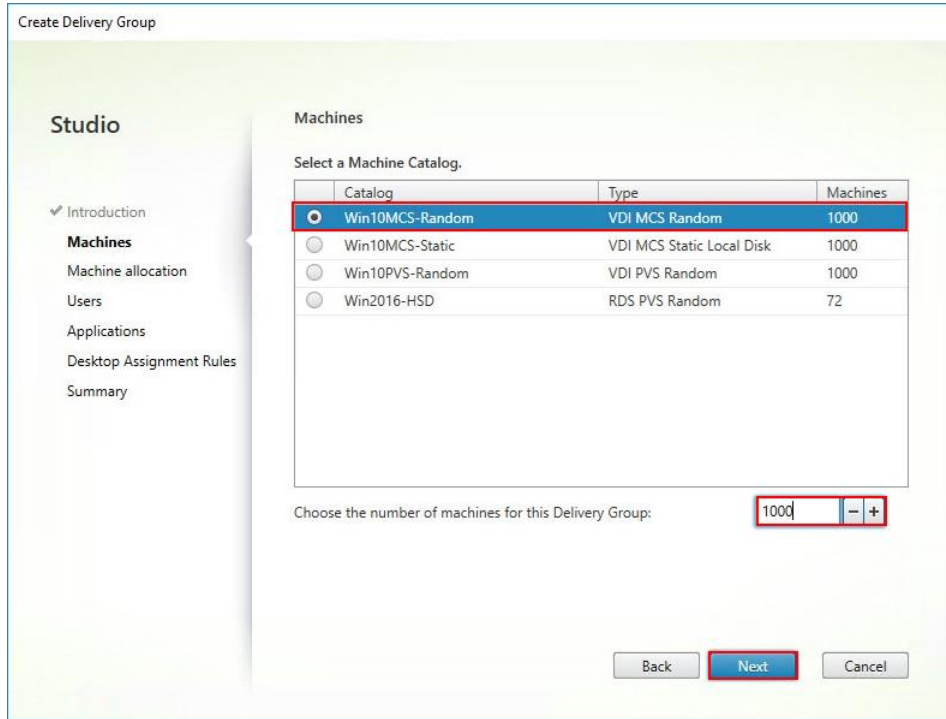 Create Delivery Group
Studio
Introduction
Machines
Machine allocation
Users
Applications
Desktop Assignment Rules
Summary
Machines
Select a Machine Catalog.
Catalog Type Machines
Win10MCS-Random VDI MCS Random 1000
Win10MCS-Static VDI MCS Static Local Disk 1000
Win10PVS-Random VDI PVS Random 1000
Win2016-HSD RDS PVS Random 72
Choose the number of machines for this Delivery Group: 1000 - +
Back Next Cancel